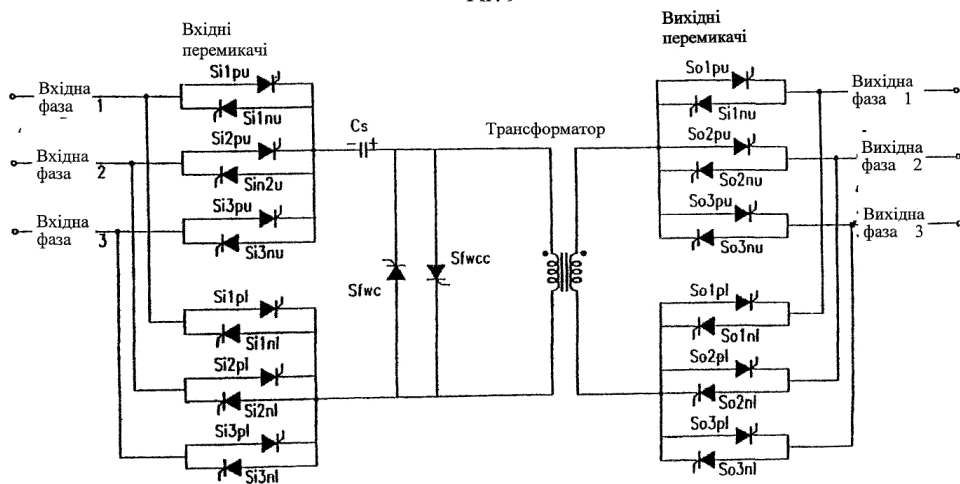 Вхідні
перемикачі
Вихідні
перемикачі
Si1pu
So1pu
Вхідна
фаза 1
Вихідна
фаза 1
Si1nu
Si1nu
Si2pu
Cs
- +
Трансформатор
So2pu
Вхідна
фаза 2
Вихідна
фаза 2
Sin2u
So2nu
Si3pu
So3pu
Вхідна
фаза 3
Вихідна
фаза 3
Si3nu
So3nu
Sfwc
Sfwcc
Si1pl
So1pl
Si1nl
So1nl
Si2pl
So2pl
Si2nl
So2nl
Si3pl
So3pl
Si3nl
So3nl